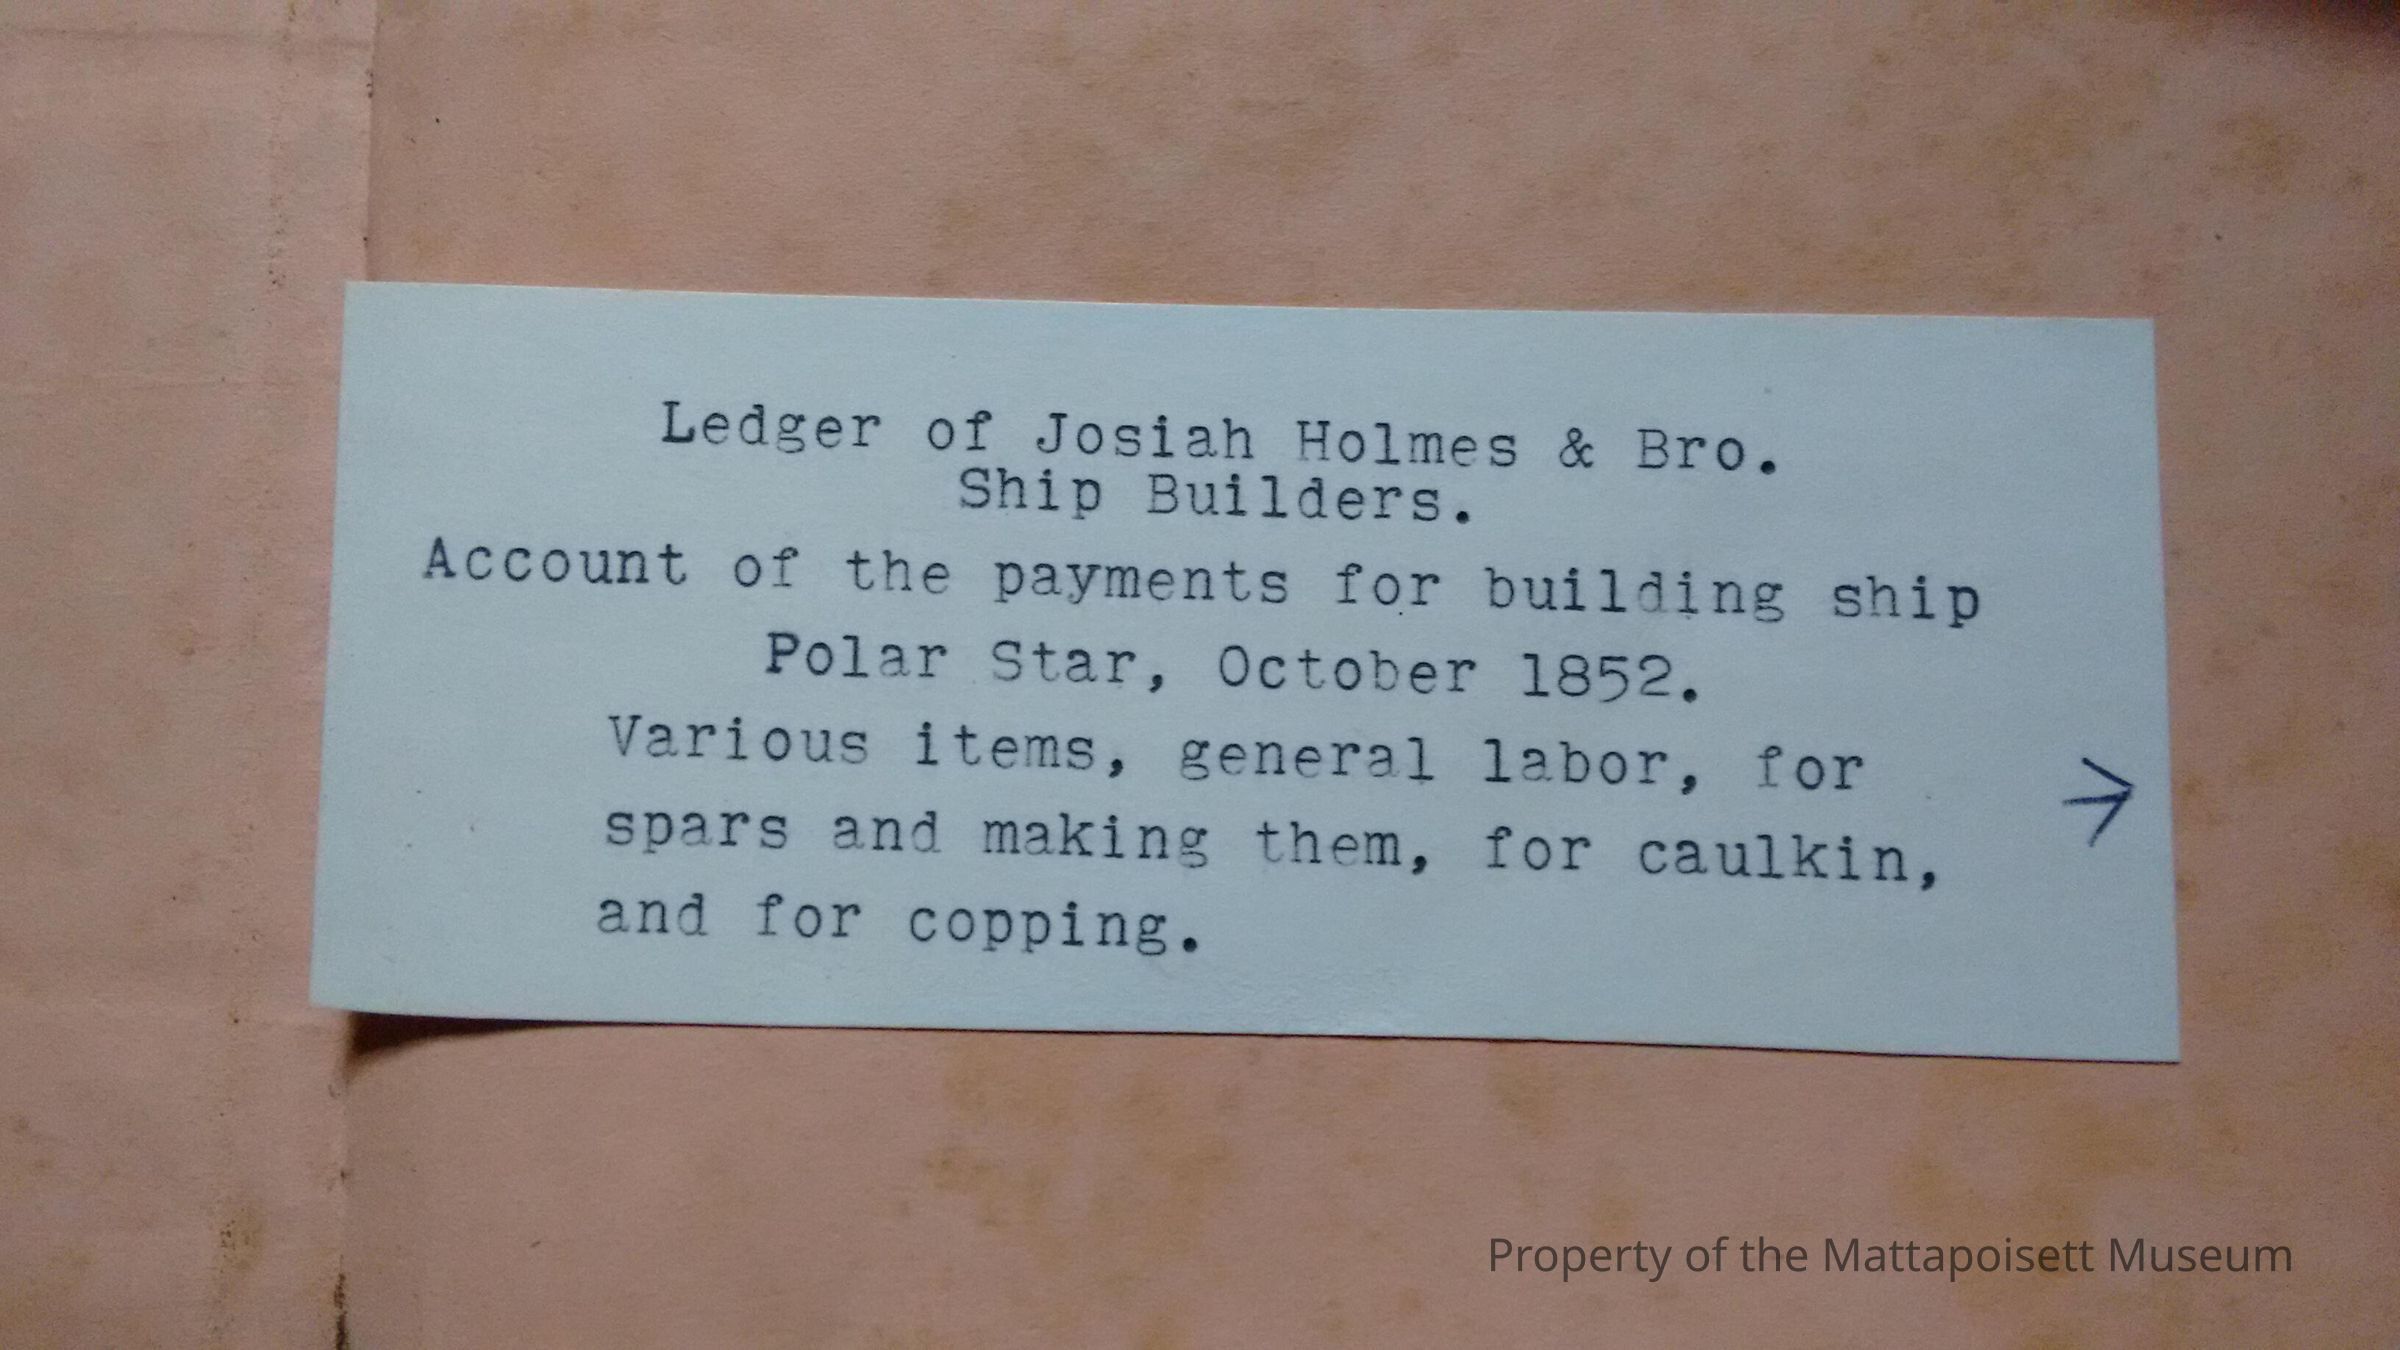 Ledger of Josiah Holmes & Bro.
Ship Builders.
Account of the payments for building ship
Polar Star, October 1852.
Various items, general labor, for
spars and making them, for caulkin,
and for copping.
Property of the Mattapoisett Museum